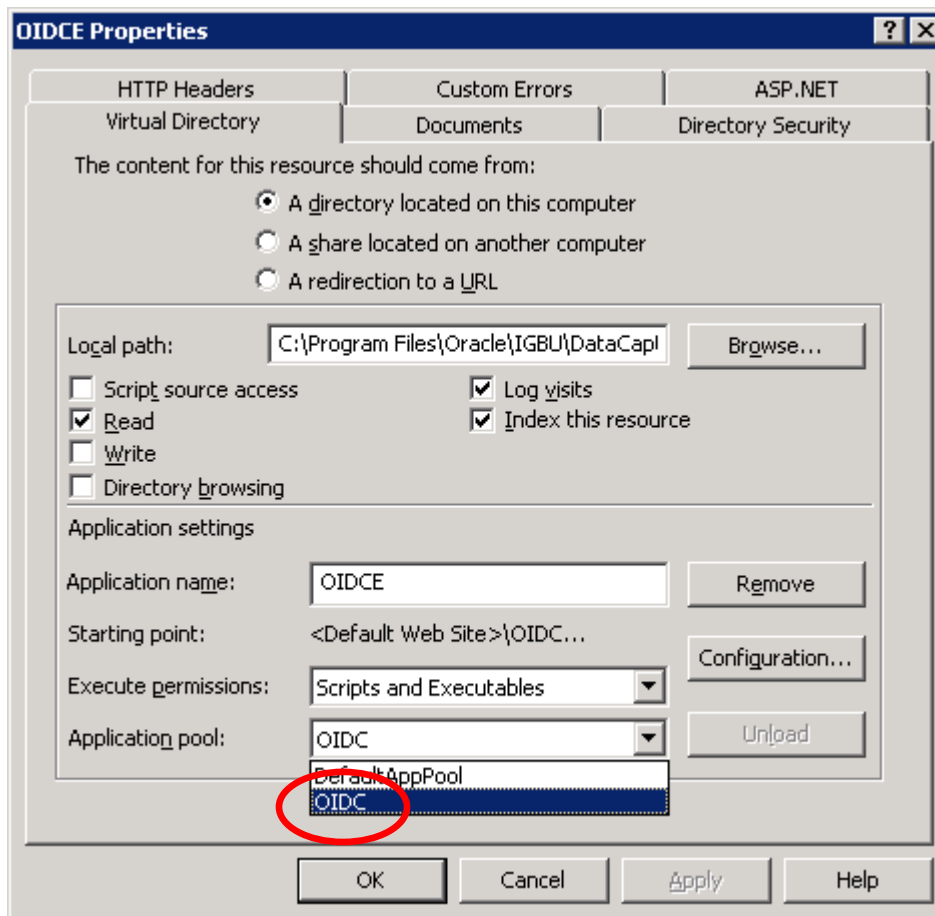 OIDCE Properties
HTTP Headers Custom Errors ASP.NET
Virtual Directory Documents Directory Security
The content for this resource should come from:
A directory located on this computer
A share located on another computer
A redirection to a URL
Local path: C:\Program Files\Oracle\IGBU\DataCap Browse...
Script source access Log visits
Read Index this resource
Write
Directory browsing
Application settings
Application name: OIDCE Remove
Starting point: <Default Web Site>\OIDC...
Configuration...
Execute permissions: Scripts and Executables
Application pool: OIDC Unload
DefaultAppPool
OIDC
OK Cancel Apply Help